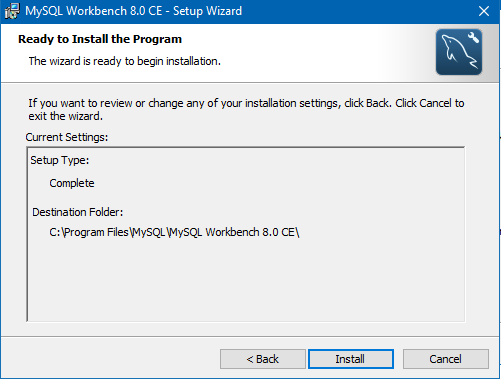 MySQL Workbench 8.0 CE - Setup Wizard
Ready to Install the Program
The wizard is ready to begin installation.
If you want to review or change any of your installation settings, click Back. Click Cancel to
exit the wizard.
Current Settings:
Setup Type:
Complete
Destination Folder:
C:\Program Files\MySQL\MySQL Workbench 8.0 CE\
< Back
Install
Cancel